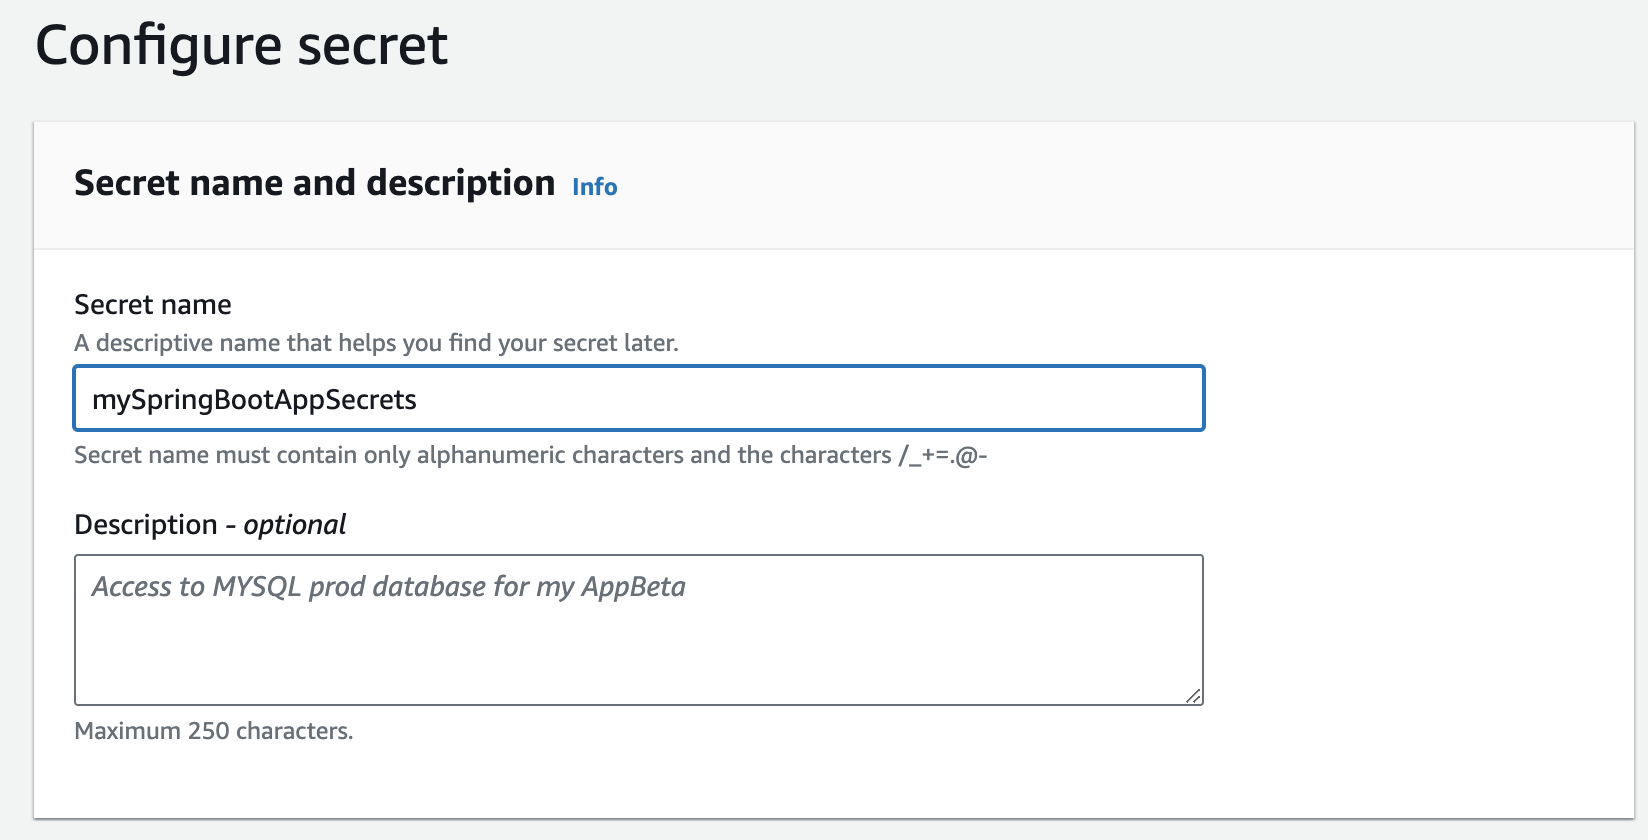 Configure secret
Secret name and description Info
Secret name
A descriptive name that helps you find your secret later.
mySpringBootAppSecrets
Secret name must contain only alphanumeric characters and the characters /_+=.@-
Description - optional
Access to MYSQL prod database for my AppBeta
Maximum 250 characters.